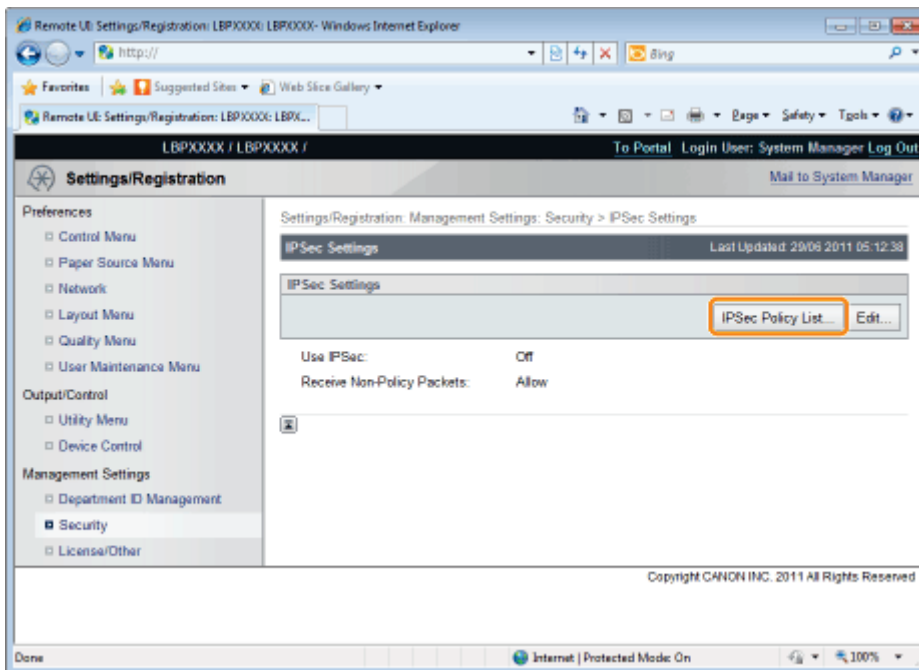 Remote UI: Settings/Registration: LBPXXXX: LBPXXXX- Windows Internet Explorer
http://
Bing
Favorites Suggested Sites Web Slice Gallery
Remote UI: Settings/Registration: LBPXXXX: LBPX...
Page Safety Tools
LBPXXXX / LBPXXXX /
To Portal Login User: System Manager Log Out
Settings/Registration
Mail to System Manager
Preferences
Control Menu
Paper Source Menu
Network
Layout Menu
Quality Menu
User Maintenance Menu
Output/Control
Utility Menu
Device Control
Management Settings
Department ID Management
Security
License/Other
Settings/Registration: Management Settings: Security > IPSec Settings
IPSec Settings
Last Updated: 29/06 2011 05:12:38
IPSec Settings
IPSec Policy List...
Edit...
Use IPSec: Off
Receive Non-Policy Packets: Allow
Copyright CANON INC. 2011 All Rights Reserved
Done
Internet | Protected Mode: On
100%